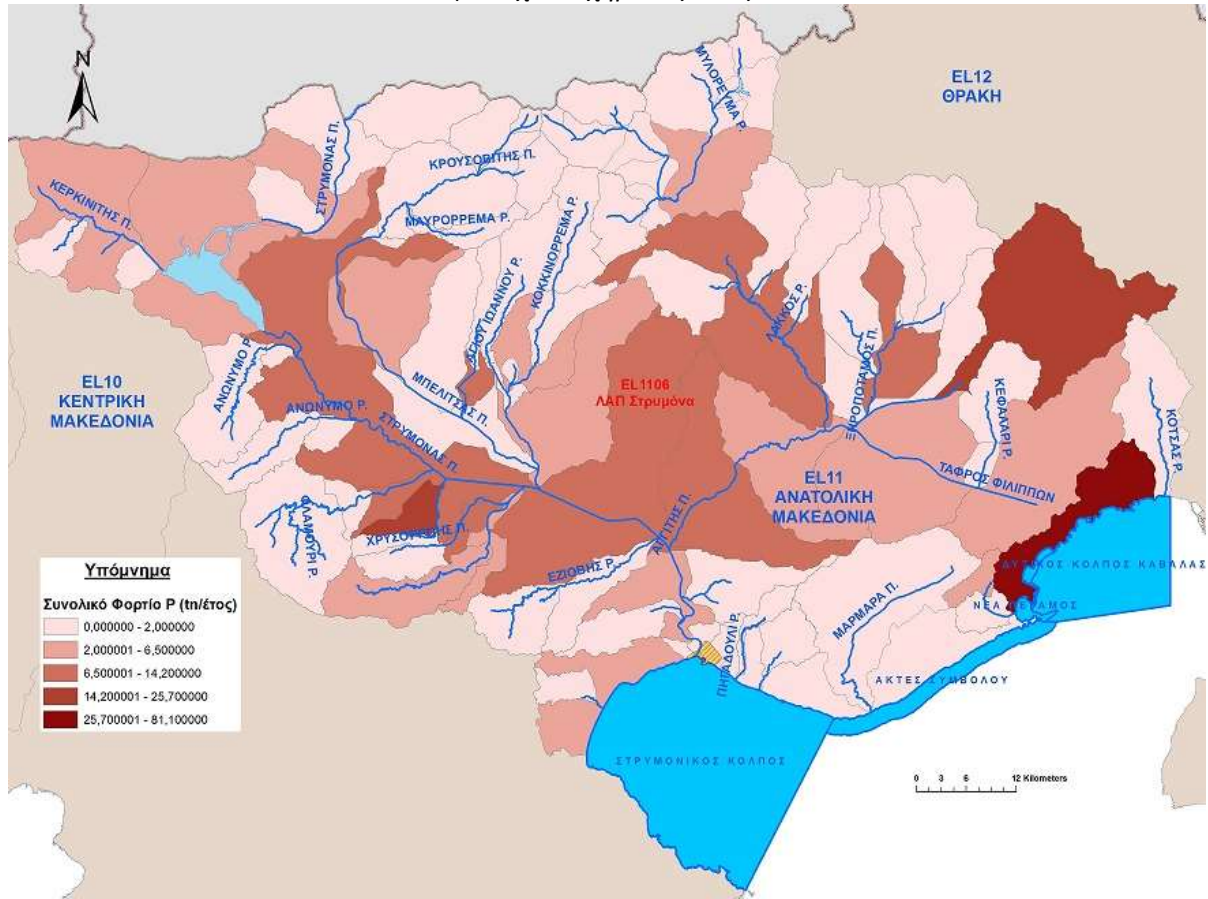 N
EL12
ΘΡΑΚΗ
ΜΥΛΟΡΕΥΜΑ Ρ.
ΣΤΡΥΜΟΝΑΣ Π.
ΚΡΟΥΣΟΒΙΤΗΣ Π.
ΚΕΡΚΙΝΙΤΗΣ Π.
ΜΑΥΡΟΡΡΕΜΑ Ρ.
ΑΓΙΟΥ ΙΩΑΝΝΟΥ Ρ.
ΚΟΚΚΙΝΟΡΡΕΜΑ Ρ.
ΛΑΚΚΟΣ Ρ.
ΞΗΡΟΠΟΤΑΜΟΣ Π.
ΑΝΩΝΥΜΟ Ρ.
EL10
ΚΕΝΤΡΙΚΗ
ΜΑΚΕΔΟΝΙΑ
ΜΠΕΛΙΤΣΑΣ Π.
EL1106
ΛΑΠ Στρυμόνα
ΚΕΦΑΛΑΡΙ Ρ.
ΚΟΤΣΑΣ Ρ.
ΑΝΩΝΥΜΟ Ρ.
ΣΤΡΥΜΟΝΑΣ Π.
ΤΑΦΡΟΣ ΦΙΛΙΠΠΩΝ
EL11
ΑΝΑΤΟΛΙΚΗ
ΜΑΚΕΔΟΝΙΑ
ΑΓΓΙΤΗΣ Π.
ΕΖΙΟΒΗΣ Ρ.
ΔΥΤΙΚΟΣ ΚΟΛΠΟΣ ΚΑΒΑΛΑΣ
ΝΕΑ ΠΕΡΑΜΟΣ
ΜΑΡΜΑΡΑ Π.
ΠΗΓΑΔΟΥΛΙ Ρ.
ΑΚΤΕΣ ΣΥΜΒΟΛΟΥ
ΣΤΡΥΜΟΝΙΚΟΣ ΚΟΛΠΟΣ
Υπόμνημα
Συνολικό Φορτίο P (tn/έτος)
0,000000 - 2,000000
2,000001 - 6,500000
6,500001 - 14,200000
14,200001 - 25,700000
25,700001 - 81,100000
0 3 6 12 Kilometers